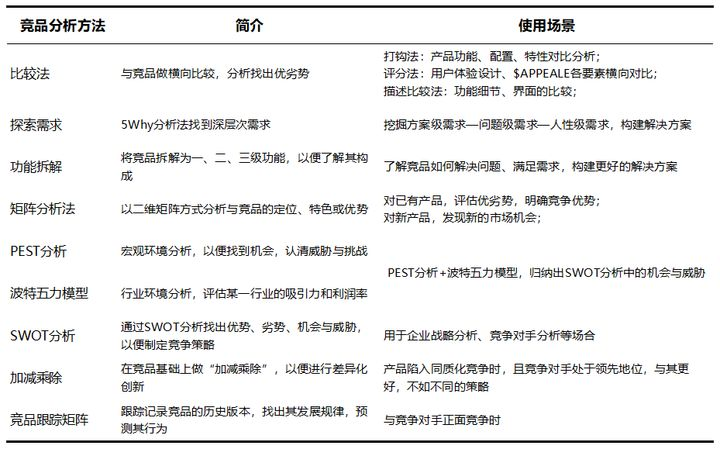 竞品分析方法 简介 使用场景
比较法 与竞品做横向比较，分析找出优劣势 打钩法：产品功能、配置、特性对比分析；
评分法：用户体验设计、$APPEALE各要素横向对比；
描述比较法：功能细节、界面的比较；
探索需求 5Why分析法找到深层次需求 挖掘方案级需求—问题级需求—人性级需求，构建解决方案
功能拆解 将竞品拆解为一、二、三级功能，以便了解其构
成 了解竞品如何解决问题、满足需求，构建更好的解决方案
矩阵分析法 以二维矩阵方式分析与竞品的定位、特色或优势 对已有产品，评估优劣势，明确竞争优势；
对新产品，发现新的市场机会；
PEST分析 宏观环境分析，以便找到机会，认清威胁与挑战
PEST分析+波特五力模型，归纳出SWOT分析中的机会与威胁
波特五力模型 行业环境分析，评估某一行业的吸引力和利润率
SWOT分析 通过SWOT分析找出优势、劣势、机会与威胁，
以便制定竞争策略 用于企业战略分析、竞争对手分析等场合
加减乘除 在竞品基础上做“加减乘除”，以便进行差异化
创新 产品陷入同质化竞争时，且竞争对手处于领先地位，与其更
好，不如不同的策略
竞品跟踪矩阵 跟踪记录竞品的历史版本，找出其发展规律，预
测其行为 与竞争对手正面竞争时